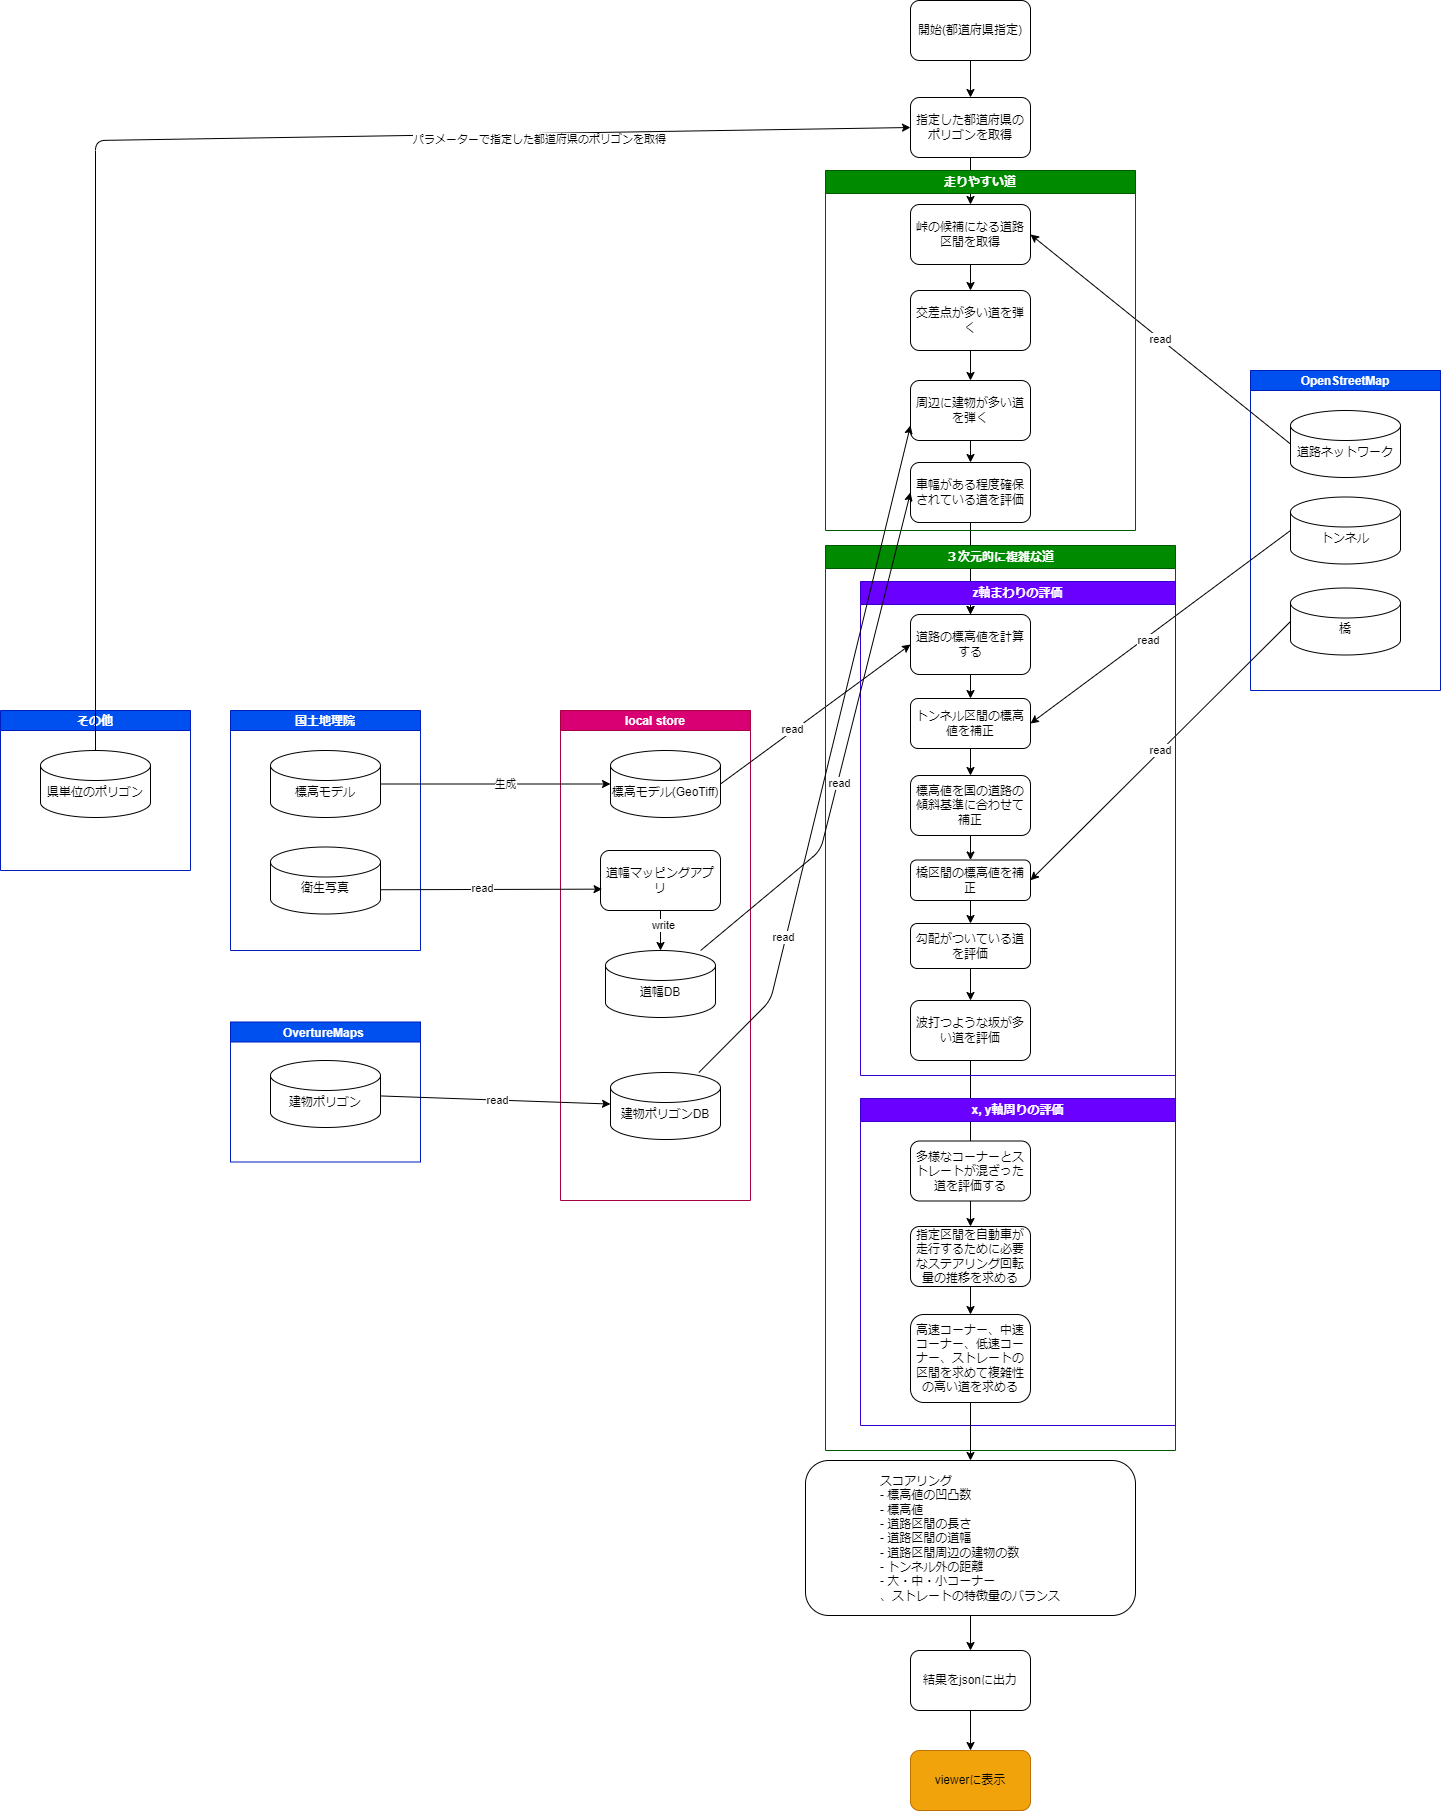 開始(都道府県指定)
指定した都道府県の
ポリゴンを取得
パラメーターで指定した都道府県のポリゴンを取得
走りやすい道
峠の候補になる道路
区間を取得
交差点が多い道を弾
く
周辺に建物が多い道
を弾く
車幅がある程度確保
されている道を評価
read
OpenStreetMap
道路ネットワーク
トンネル
橋
３次元的に複雑な道
z軸まわりの評価
道路の標高値を計算
する
トンネル区間の標高
値を補正
標高値を国の道路の
傾斜基準に合わせて
補正
橋区間の標高値を補
正
勾配がついている道
を評価
波打つような坂が多
い道を評価
read
read
その他
県単位のポリゴン
国土地理院
標高モデル
衛生写真
生成
read
local store
標高モデル(GeoTiff)
道幅マッピングアプ
リ
write
道幅DB
建物ポリゴンDB
read
read
read
OvertureMaps
建物ポリゴン
read
x, y軸周りの評価
多様なコーナーとス
トレートが混ざった
道を評価する
指定区間を自動車が
走行するために必要
なステアリング回転
量の推移を求める
高速コーナー、中速
コーナー、低速コー
ナー、ストレートの
区間を求めて複雑性
の高い道を求める
スコアリング
- 標高値の凹凸数
- 標高値
- 道路区間の長さ
- 道路区間の道幅
- 道路区間周辺の建物の数
- トンネル外の距離
- 大・中・小コーナー
、ストレートの特徴量のバランス
結果をjsonに出力
viewerに表示